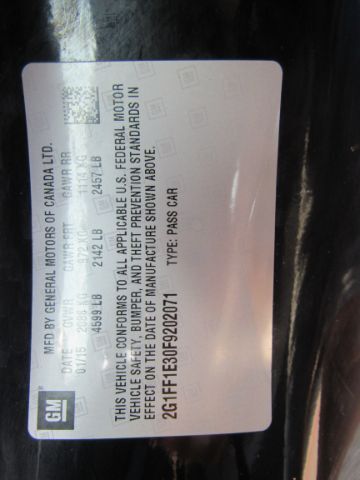 GM
MFD BY GENERAL MOTORS OF CANADA LTD.
DATE GVWR GAWR FRT GAWR RR
01/15 2086 KG 972 KG 1114 KG
4599 LB 2142 LB 2457 LB
THIS VEHICLE CONFORMS TO ALL APPLICABLE U.S. FEDERAL MOTOR
VEHICLE SAFETY, BUMPER, AND THEFT PREVENTION STANDARDS IN
EFFECT ON THE DATE OF MANUFACTURE SHOWN ABOVE.
2G1FF1E30F9202071 TYPE: PASS CAR